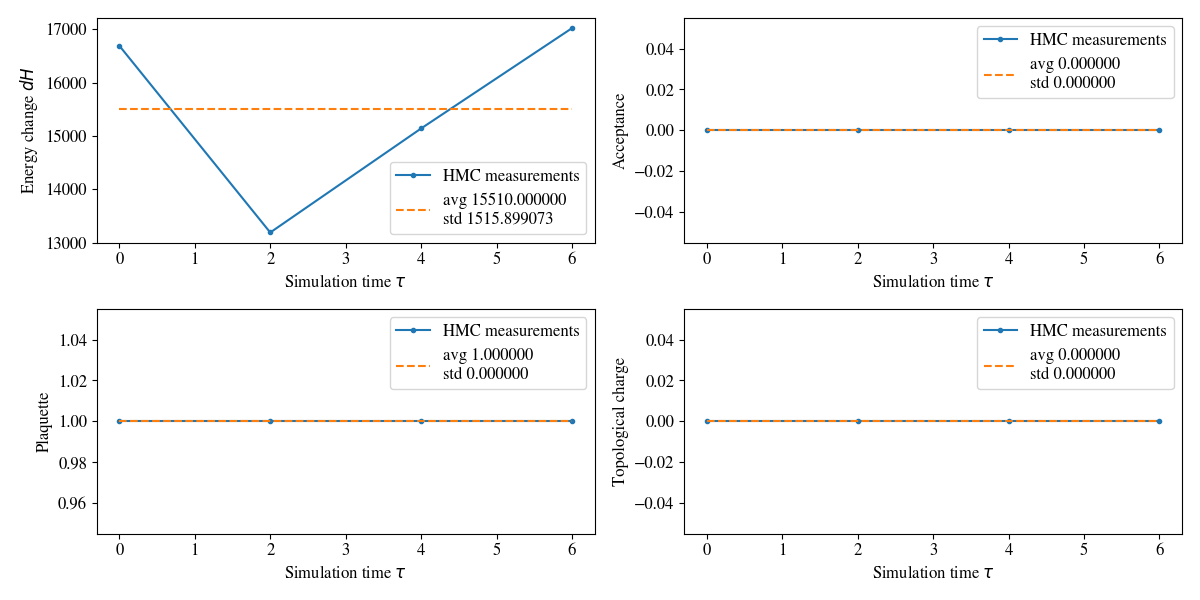 17000
16000
15000
14000
13000
Energy change dH
HMC measurements
avg 15510.000000
std 1515.899073
0 1 2 3 4 5 6
Simulation time τ
0.04
0.02
0.00
−0.02
−0.04
Acceptance
HMC measurements
avg 0.000000
std 0.000000
0 1 2 3 4 5 6
Simulation time τ
1.04
1.02
1.00
0.98
0.96
Plaquette
HMC measurements
avg 1.000000
std 0.000000
0 1 2 3 4 5 6
Simulation time τ
0.04
0.02
0.00
−0.02
−0.04
Topological charge
HMC measurements
avg 0.000000
std 0.000000
0 1 2 3 4 5 6
Simulation time τ